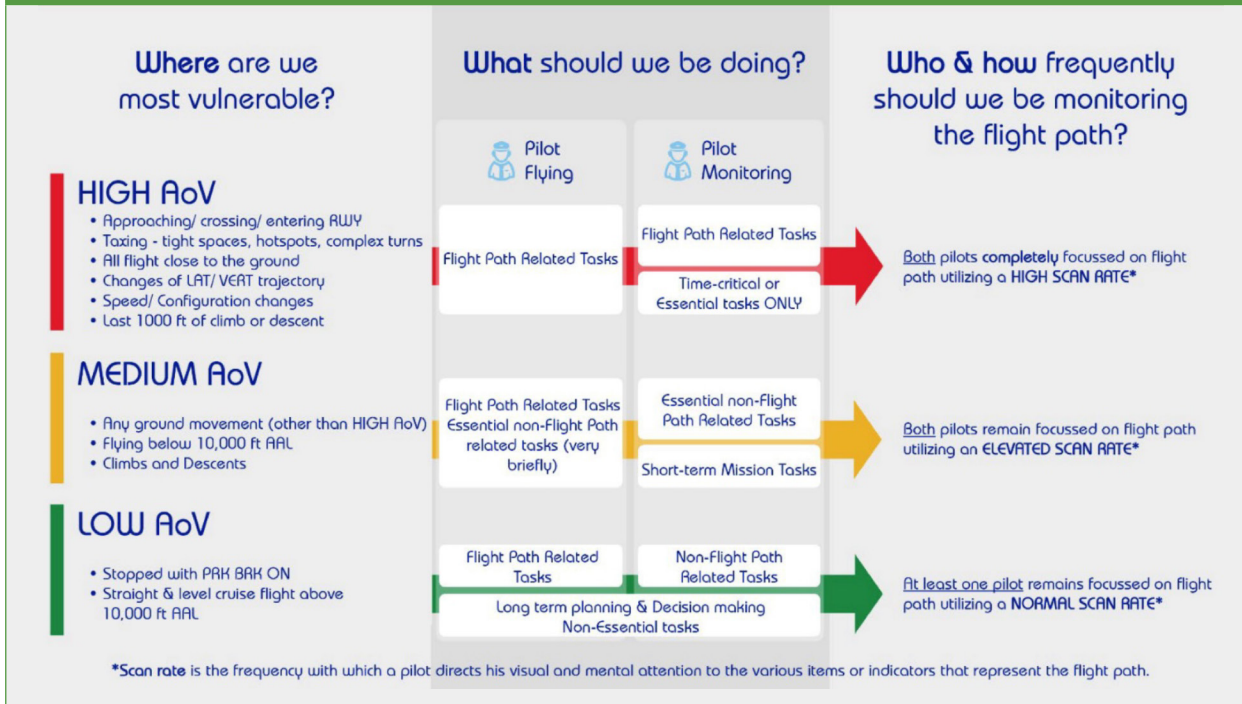 Where are we
most vulnerable?
What should we be doing?
Who & how frequently
should we be monitoring
the flight path?
Pilot
Flying
Pilot
Monitoring
HIGH AoV
• Approaching/ crossing/ entering RWY
• Taxing - tight spaces, hotspots, complex turns
• All flight close to the ground
• Changes of LAT/ VERT trajectory
• Speed/ Configuration changes
• Last 1000 ft of climb or descent
Flight Path Related Tasks
Flight Path Related Tasks
Time-critical or
Essential tasks ONLY
Both pilots completely focussed on flight
path utilizing a HIGH SCAN RATE*
MEDIUM AoV
• Any ground movement (other than HIGH AoV)
• Flying below 10,000 ft AAL
• Climbs and Descents
Flight Path Related Tasks
Essential non-Flight Path
related tasks (very
briefly)
Essential non-Flight
Path Related Tasks
Short-term Mission Tasks
Both pilots remain focussed on flight path
utilizing an ELEVATED SCAN RATE*
LOW AoV
• Stopped with PRK BRK ON
• Straight & level cruise flight above
10,000 ft AAL
Flight Path Related
Tasks
Non-Flight Path
Related Tasks
Long term planning & Decision making
Non-Essential tasks
At least one pilot remains focussed on flight
path utilizing a NORMAL SCAN RATE*
*Scan rate is the frequency with which a pilot directs his visual and mental attention to the various items or indicators that represent the flight path.